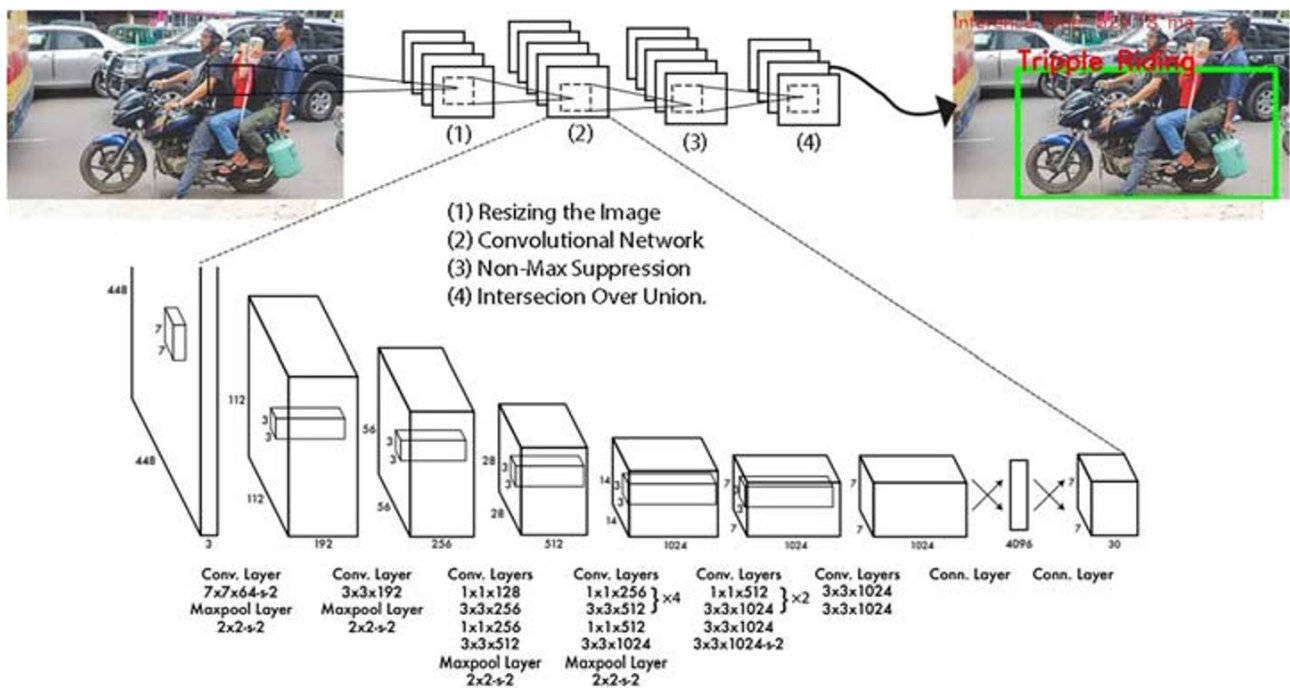 Tripple Riding
(1)
(2)
(3)
(4)
(1) Resizing the Image
(2) Convolutional Network
(3) Non-Max Suppression
(4) Intersecion Over Union.
448
448
7
7
3
112
112
3
3
192
56
56
3
3
256
28
28
3
3
512
14
14
3
3
1024
7
7
3
3
1024
7
7
1024
4096
7
7
30
Conv. Layer
7x7x64-s-2
Maxpool Layer
2x2-s-2
Conv. Layer
3x3x192
Maxpool Layer
2x2-s-2
Conv. Layers
1x1x128
3x3x256
1x1x256
3x3x512
Maxpool Layer
2x2-s-2
Conv. Layers
1x1x256
3x3x512
}×4
1x1x512
3x3x1024
Maxpool Layer
2x2-s-2
Conv. Layers
1x1x512
3x3x1024
}×2
3x3x1024
3x3x1024-s-2
Conv. Layers
3x3x1024
3x3x1024
Conn. Layer
Conn. Layer